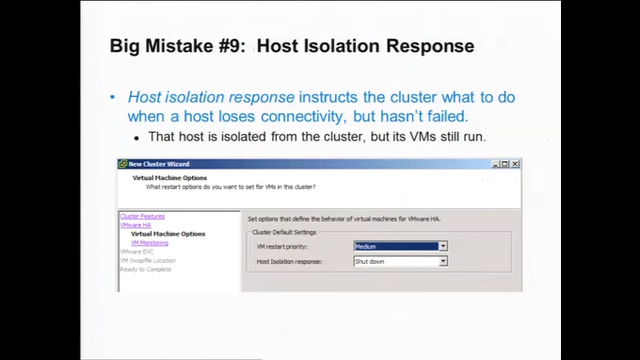 Big Mistake #9: Host Isolation Response
• Host isolation response instructs the cluster what to do
when a host loses connectivity, but hasn't failed.
• That host is isolated from the cluster, but its VMs still run.
New Cluster Wizard
Virtual Machine Options
What restart options do you want to set for VMs in this cluster?
Cluster Features
VMware HA
Virtual Machine Options
VM Monitoring
VMware EVC
VM Swapfile Location
Ready to Complete
Set options that define the behavior of virtual machines for VMware HA.
Cluster Default Settings
VM restart priority: Medium
Host Isolation response: Shut down